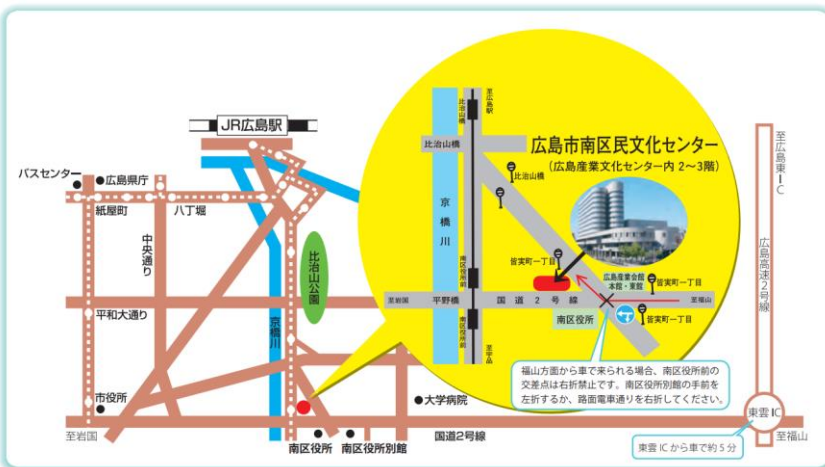 JR広島駅
バスセンター
広島県庁
紙屋町
八丁堀
中央通り
平和大通り
京橋川
比治山公園
市役所
至岩国
南区役所
南区役所別館
国道2号線
大学病院
至福山
至広島駅
比治山橋
比治山橋
京橋川
広島市南区民文化センター
(広島産業文化センター内 2～3階)
比治山橋
皆実町一丁目
南区役所前
広島産業会館
本館・東館
皆実町一丁目
至岩国
平野橋
国道2号線
至福山
南区役所前
南区役所
皆実町一丁目
至宇品
福山方面から車で来られる場合、南区役所前の
交差点は右折禁止です。南区役所別館の手前を
左折するか、路面電車通りを右折してください。
至広島東IC
広島高速2号線
東雲IC
東雲ICから車で約5分